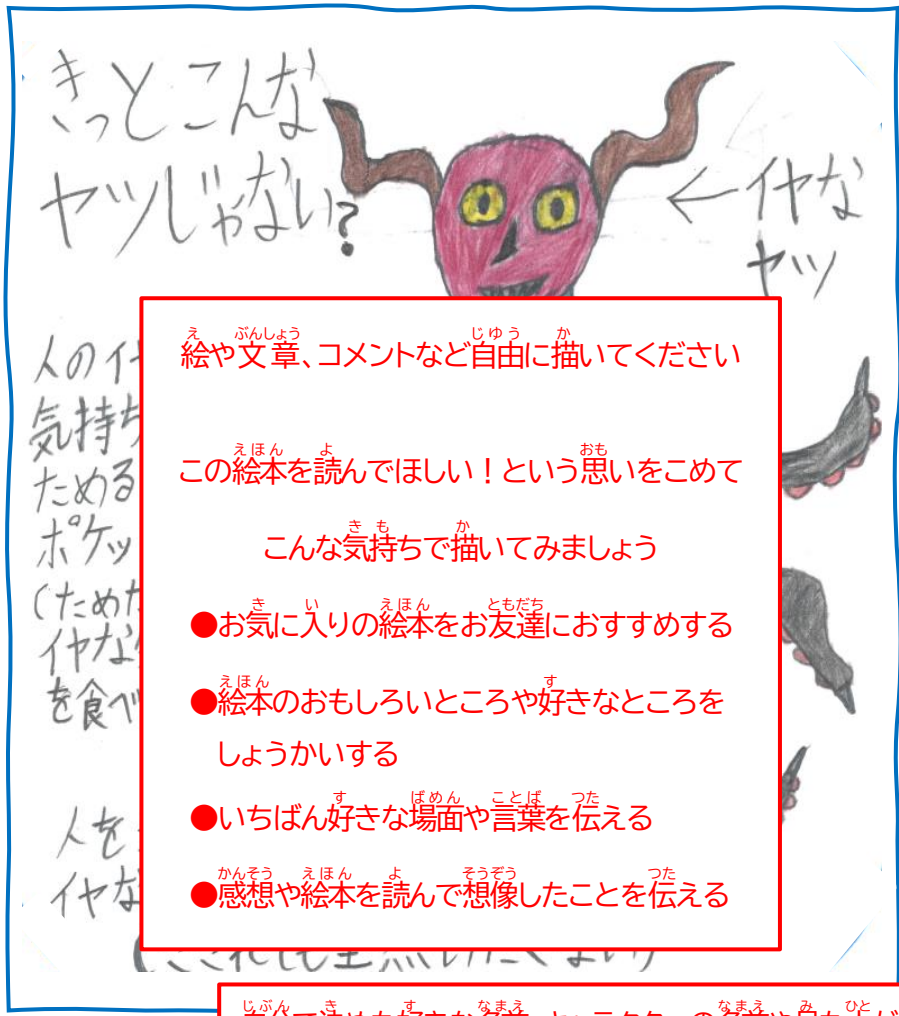 きっとこんな
ヤツじゃない?
←イヤな
ヤツ
人のイ
気持ち
ためる
ポケッ
(ためた
イヤな
を食べ
人を
イヤな
絵や文章、コメントなど自由に描いてください
この絵本を読んでほしい!という思いをこめて
こんな気持ちで描いてみましょう
●お気に入りの絵本をお友達におすすめする
●絵本のおもしろいところや好きなところを
しょうかいする
●いちばん好きな場面や言葉を伝える
●感想や絵本を読んで想像したことを伝える